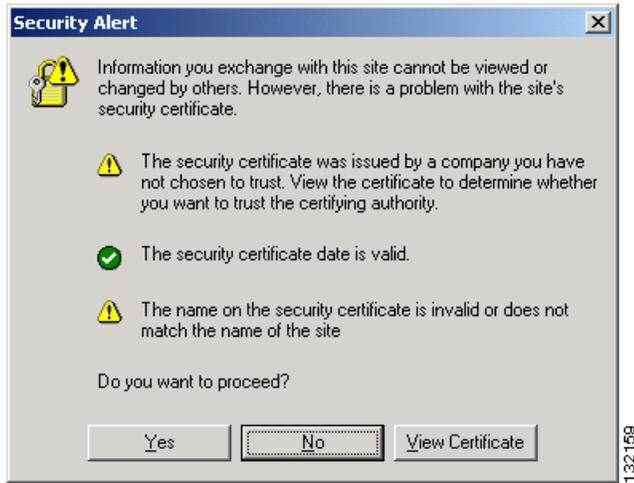 Security Alert
Information you exchange with this site cannot be viewed or
changed by others. However, there is a problem with the site's
security certificate.
The security certificate was issued by a company you have
not chosen to trust. View the certificate to determine whether
you want to trust the certifying authority.
The security certificate date is valid.
The name on the security certificate is invalid or does not
match the name of the site
Do you want to proceed?
Yes
No
View Certificate
132159